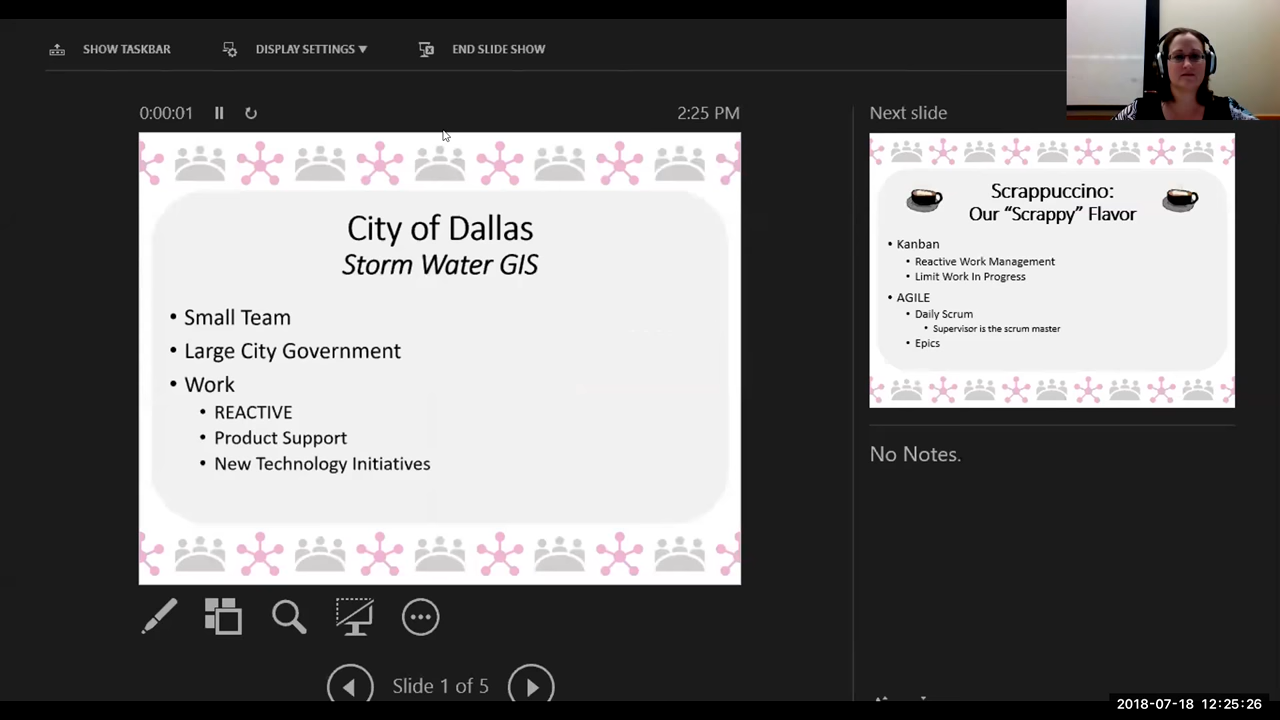 SHOW TASKBAR
DISPLAY SETTINGS ▼
END SLIDE SHOW
0:00:01
2:25 PM
City of Dallas
Storm Water GIS
• Small Team
• Large City Government
• Work
• REACTIVE
• Product Support
• New Technology Initiatives
Slide 1 of 5
Next slide
Scrappuccino:
Our “Scrappy” Flavor
• Kanban
• Reactive Work Management
• Limit Work In Progress
• AGILE
• Daily Scrum
• Supervisor is the scrum master
• Epics
No Notes.
2018-07-18 12:25:26